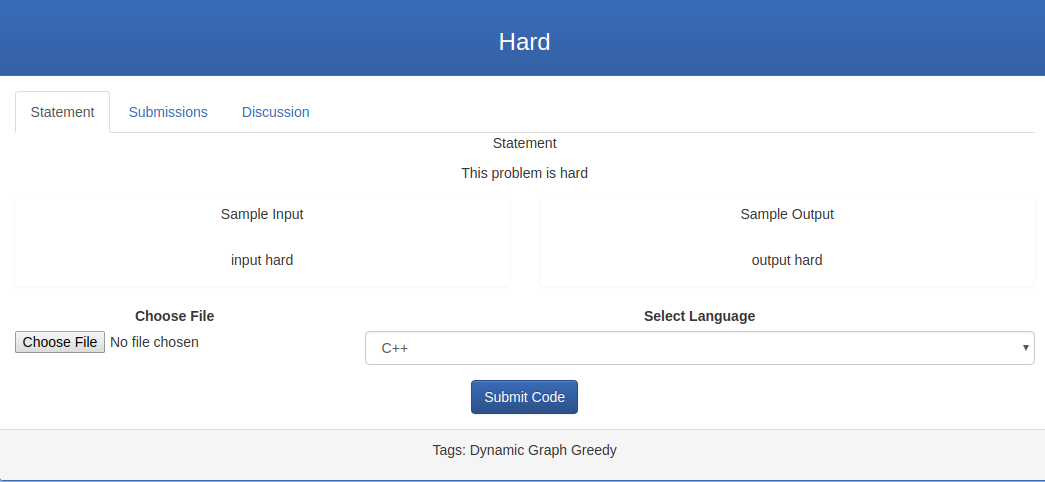 Hard
Statement Submissions Discussion
Statement
This problem is hard
Sample Input
input hard
Sample Output
output hard
Choose File
Choose File No file chosen
Select Language
C++
Submit Code
Tags: Dynamic Graph Greedy